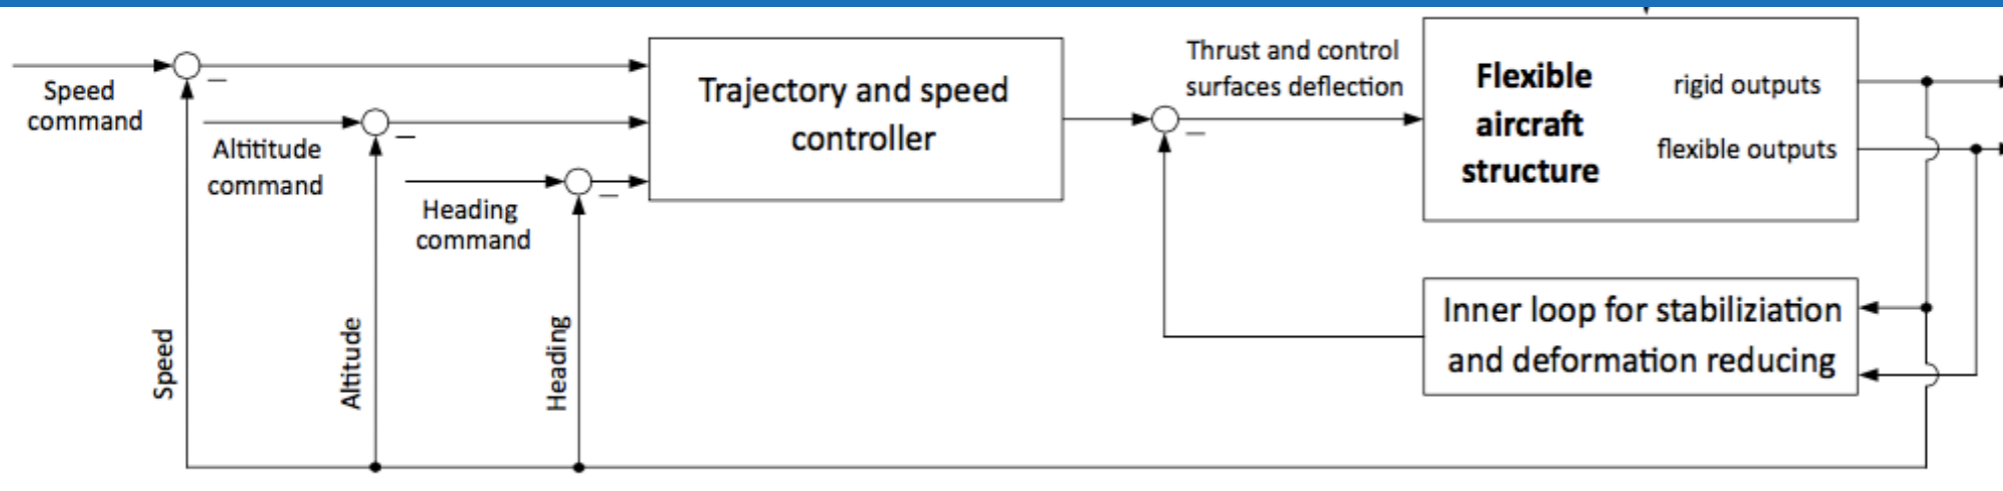 Speed
command
Altititude
command
Heading
command
Speed
Altitude
Heading
Trajectory and speed
controller
Thrust and control
surfaces deflection
Flexible
aircraft
structure
rigid outputs
flexible outputs
Inner loop for stabiliziation
and deformation reducing